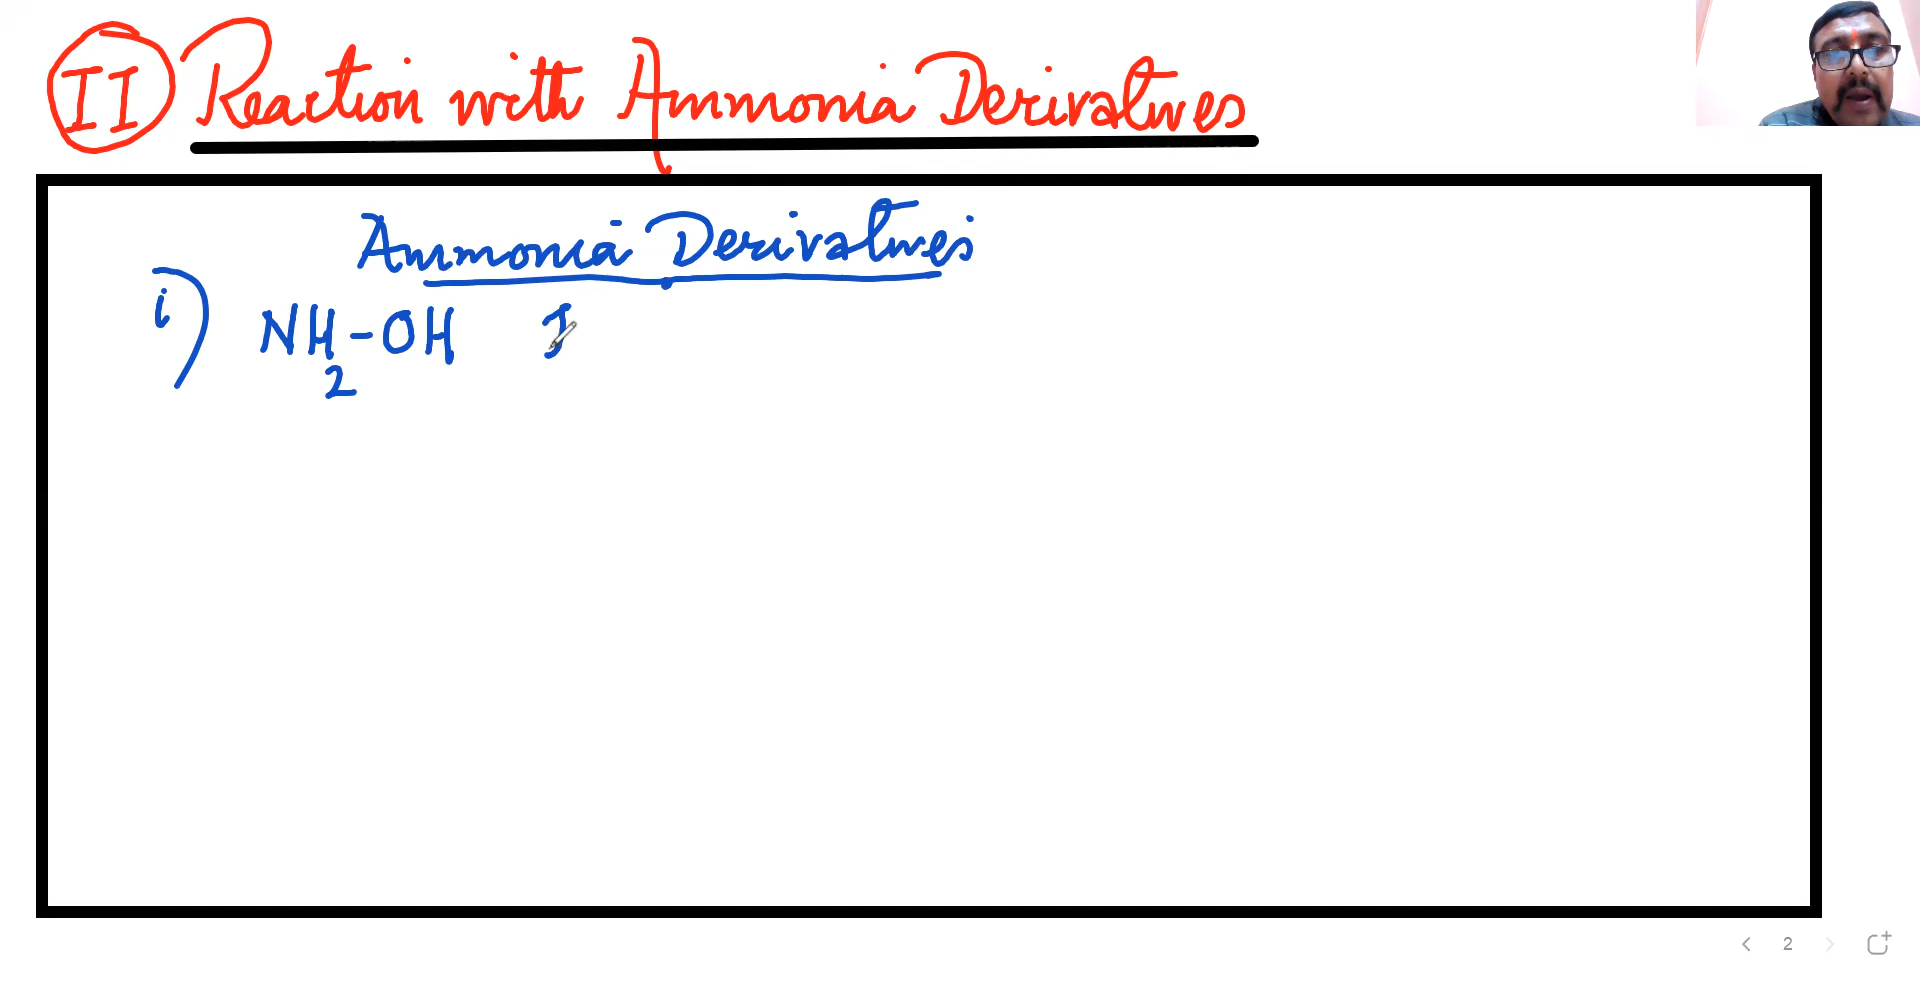 II Reaction with Ammonia Derivatives
Ammonia Derivatives
i) NH2-OH
2